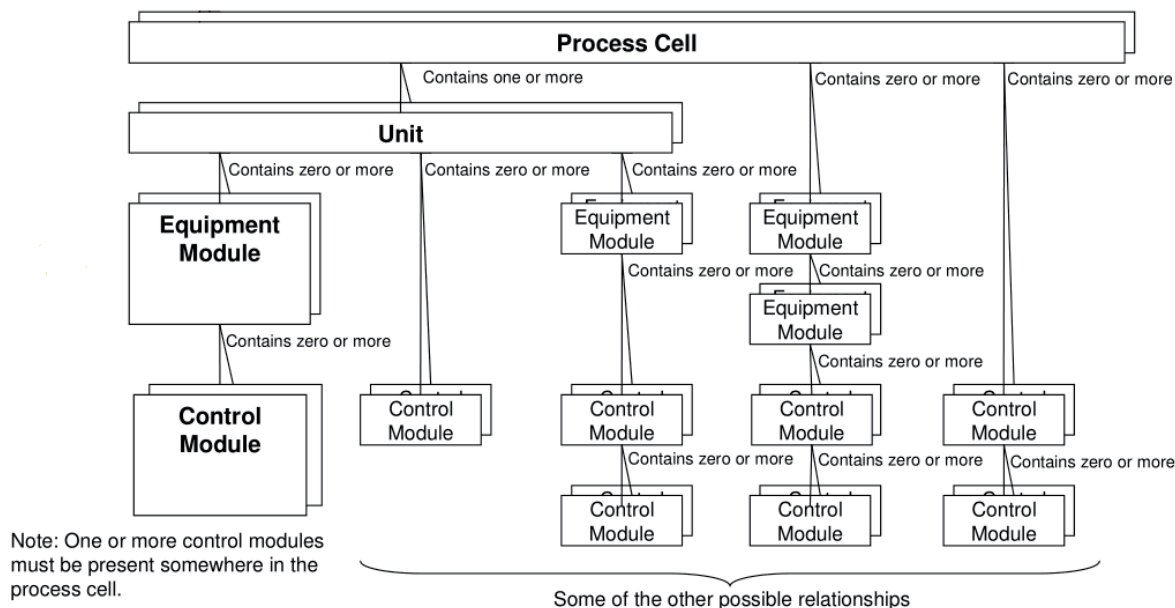 Process Cell
Contains one or more
Contains zero or more
Contains zero or more
Unit
Contains zero or more
Contains zero or more
Contains zero or more
Equipment
Module
Equipment
Module
Equipment
Module
Contains zero or more
Contains zero or more
Equipment
Module
Contains zero or more
Contains zero or more
Control
Module
Control
Module
Control
Module
Control
Module
Control
Module
Contains zero or more
Contains zero or more
Contains zero or more
Control
Module
Control
Module
Control
Module
Note: One or more control modules
must be present somewhere in the
process cell.
Some of the other possible relationships